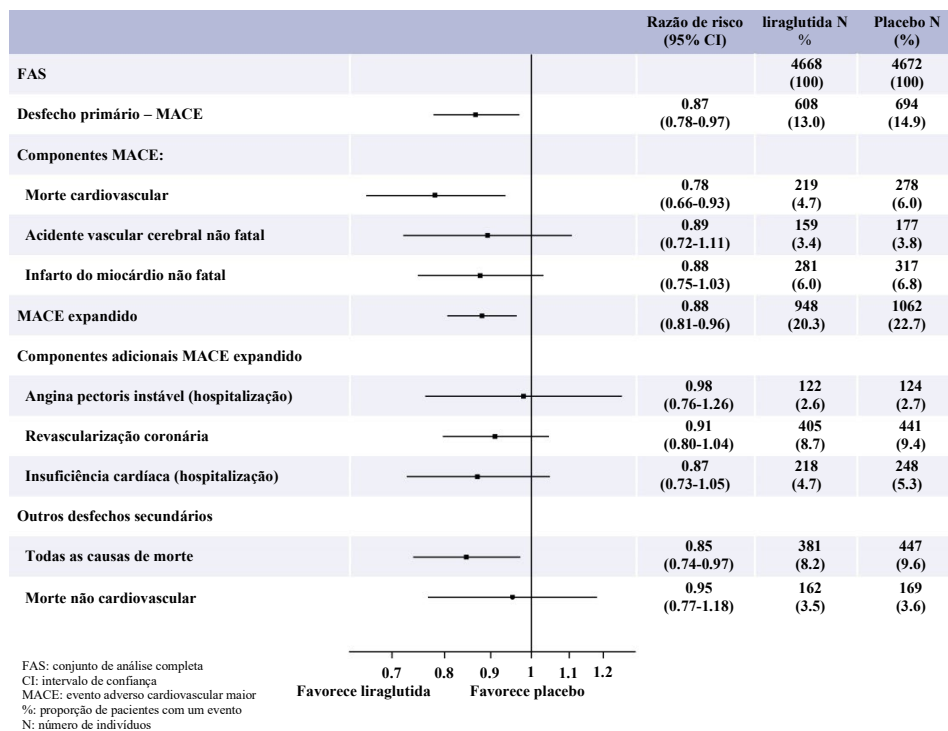 Razão de risco liraglutida N Placebo N
(95% CI) % (%)
FAS 4668 4672
(100) (100)
Desfecho primário – MACE 0.87 608 694
(0.78-0.97) (13.0) (14.9)
Componentes MACE:
Morte cardiovascular 0.78 219 278
(0.66-0.93) (4.7) (6.0)
Acidente vascular cerebral não fatal 0.89 159 177
(0.72-1.11) (3.4) (3.8)
Infarto do miocárdio não fatal 0.88 281 317
(0.75-1.03) (6.0) (6.8)
MACE expandido 0.88 948 1062
(0.81-0.96) (20.3) (22.7)
Componentes adicionais MACE expandido
Angina pectoris instável (hospitalização) 0.98 122 124
(0.76-1.26) (2.6) (2.7)
Revascularização coronária 0.91 405 441
(0.80-1.04) (8.7) (9.4)
Insuficiência cardíaca (hospitalização) 0.87 218 248
(0.73-1.05) (4.7) (5.3)
Outros desfechos secundários
Todas as causas de morte 0.85 381 447
(0.74-0.97) (8.2) (9.6)
Morte não cardiovascular 0.95 162 169
(0.77-1.18) (3.5) (3.6)
0.7 0.8 0.9 1 1.1 1.2
Favorece liraglutida Favorece placebo
FAS: conjunto de análise completa
CI: intervalo de confiança
MACE: evento adverso cardiovascular maior
%: proporção de pacientes com um evento
N: número de indivíduos